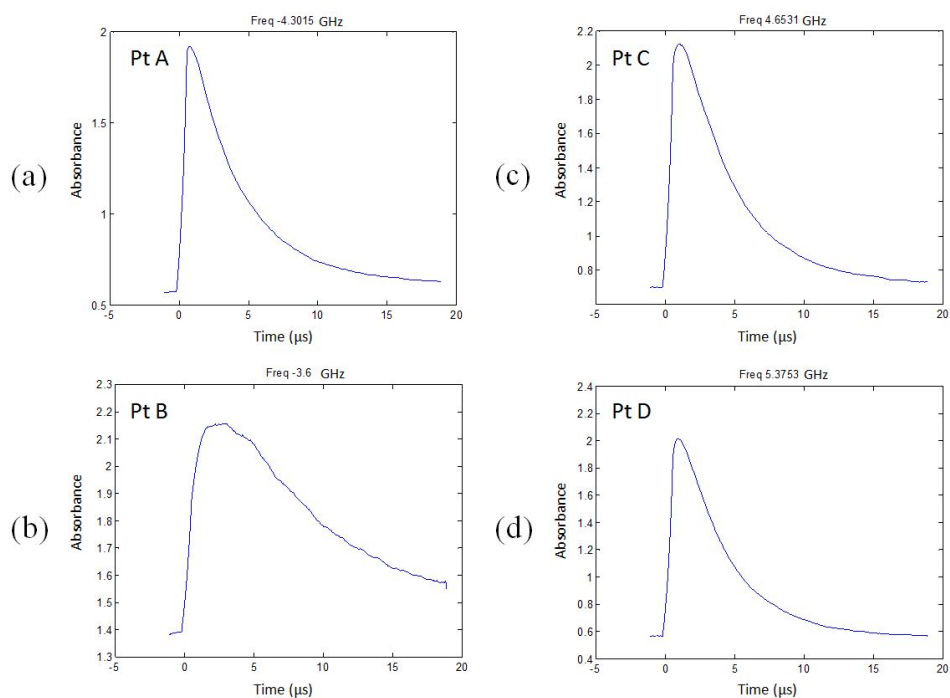 (a)
Freq -4.3015 GHz
Pt A
Absorbance
2
1.5
1
0.5
-5 0 5 10 15 20
Time (µs)
(c)
Freq 4.6531 GHz
Pt C
Absorbance
2.2
2
1.8
1.6
1.4
1.2
1
0.8
-5 0 5 10 15 20
Time (µs)
(b)
Freq -3.6 GHz
Pt B
Absorbance
2.3
2.2
2.1
2
1.9
1.8
1.7
1.6
1.5
1.4
1.3
-5 0 5 10 15 20
Time (µs)
(d)
Freq 5.3753 GHz
Pt D
Absorbance
2.4
2.2
2
1.8
1.6
1.4
1.2
1
0.8
0.6
0.4
-5 0 5 10 15 20
Time (µs)